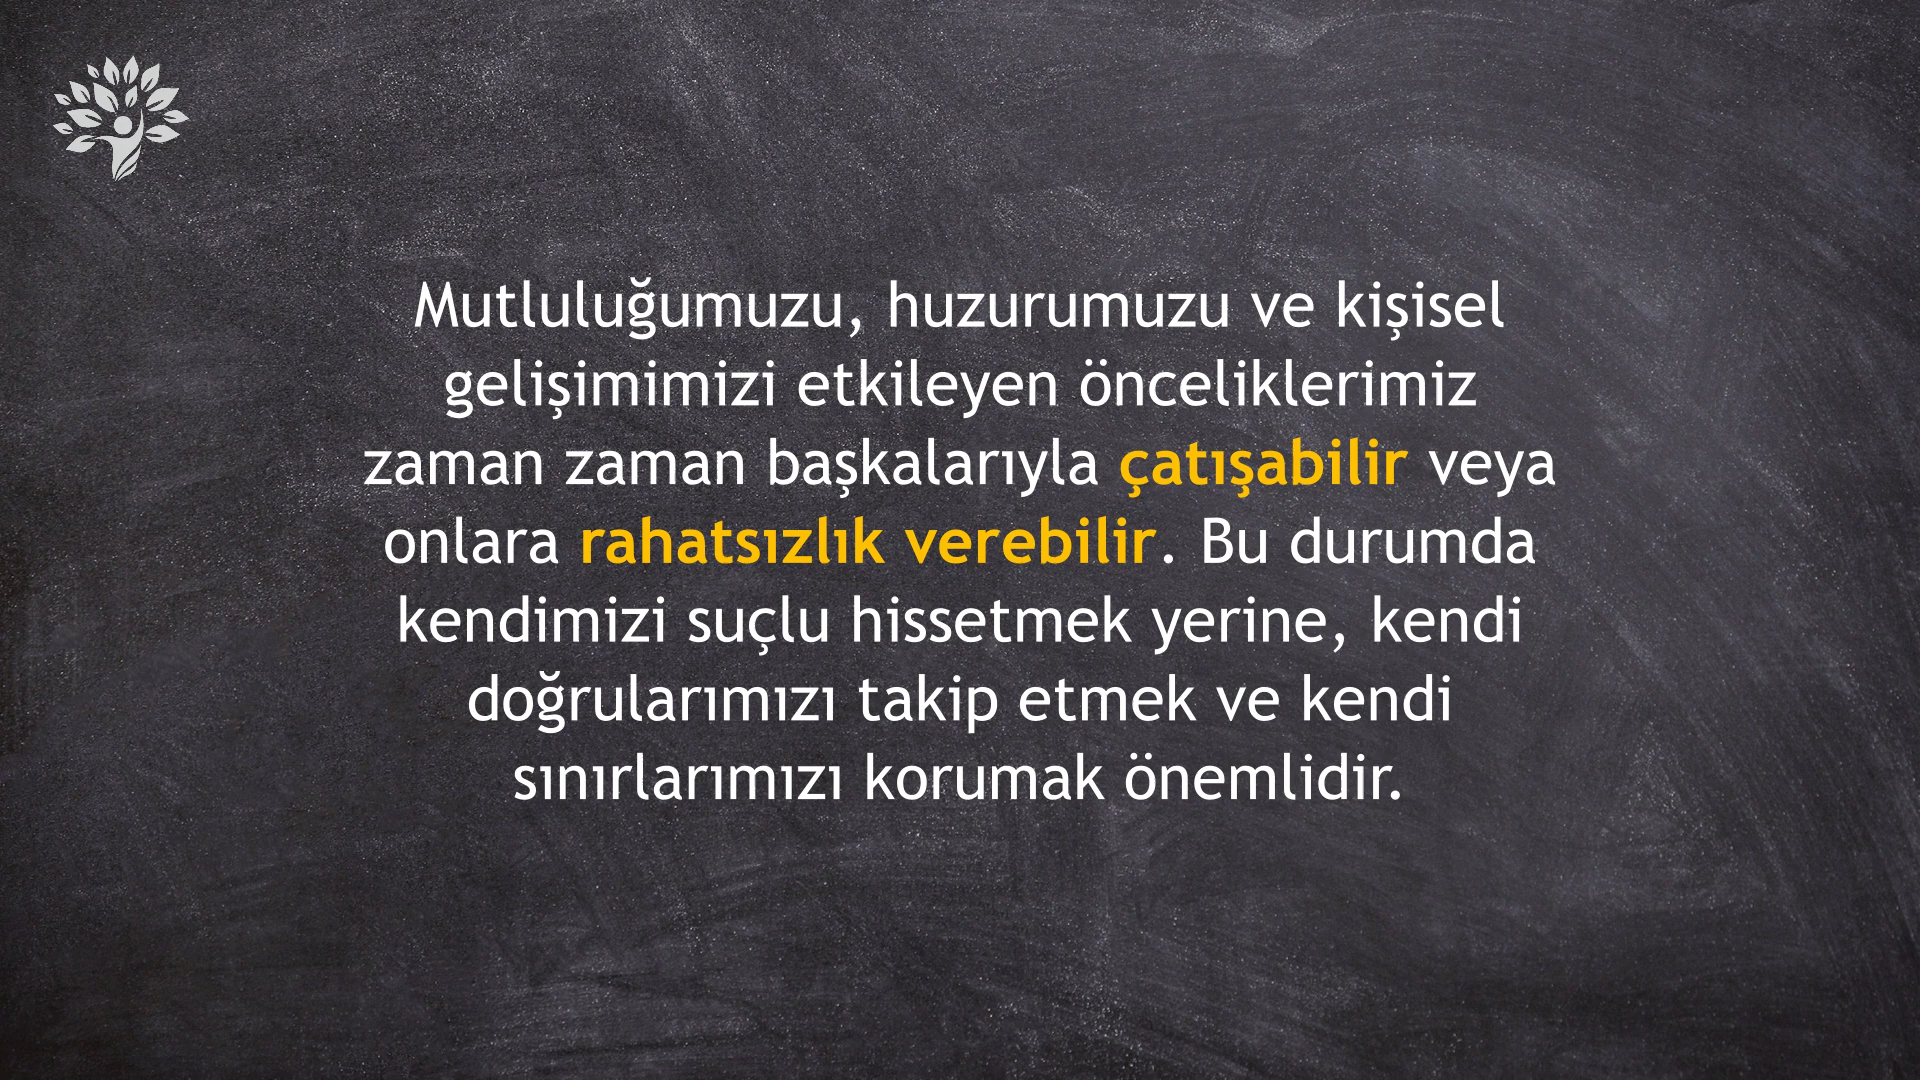 Mutluluğumuzu, huzurumuzu ve kişisel
gelişimimizi etkileyen önceliklerimiz
zaman zaman başkalarıyla çatışabilir veya
onlara rahatsızlık verebilir. Bu durumda
kendimizi suçlu hissetmek yerine, kendi
doğrularımızı takip etmek ve kendi
sınırlarımızı korumak önemlidir.